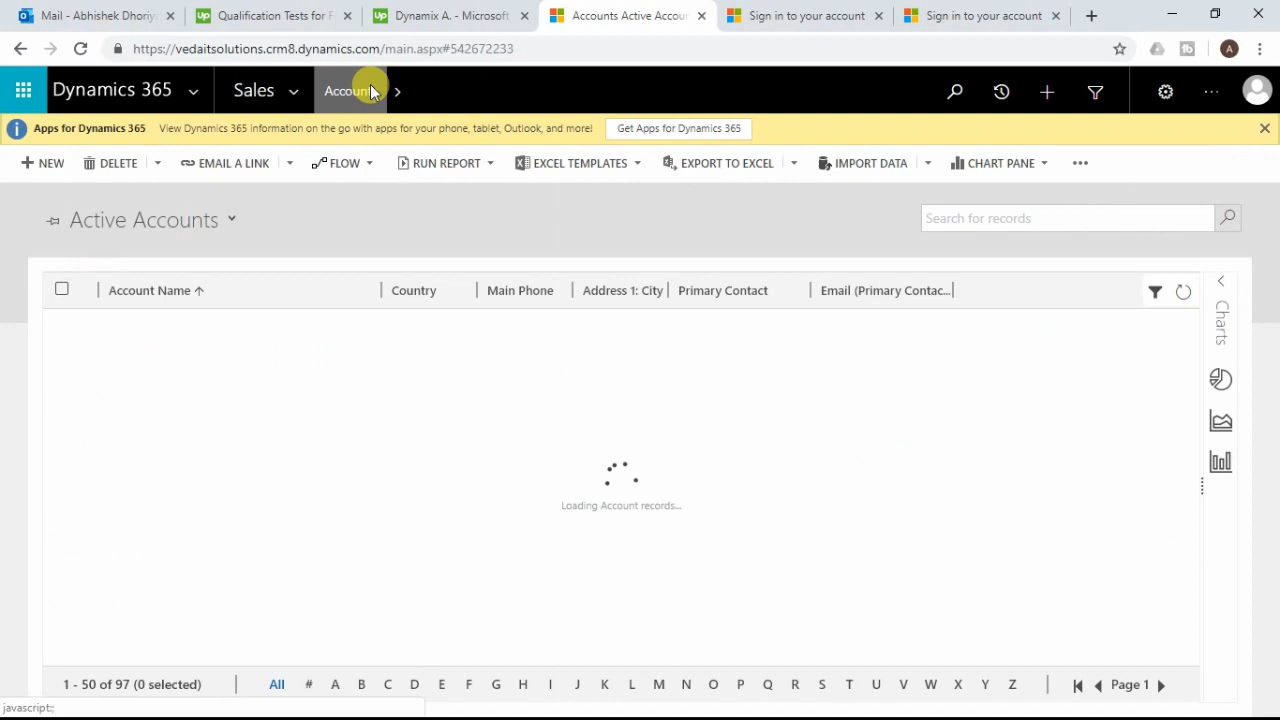 Mail - Abhishek Dhoriy
Qualification Tests for F
Dynamix A. - Microsoft
Accounts Active Accou
Sign in to your account
Sign in to your account
https://vedaitsolutions.crm8.dynamics.com/main.aspx#542672233
A
Dynamics 365
Sales
Accounts
Apps for Dynamics 365
View Dynamics 365 information on the go with apps for your phone, tablet, Outlook, and more!
Get Apps for Dynamics 365
NEW
DELETE
EMAIL A LINK
FLOW
RUN REPORT
EXCEL TEMPLATES
EXPORT TO EXCEL
IMPORT DATA
CHART PANE
Active Accounts
Search for records
Account Name
Country
Main Phone
Address 1: City
Primary Contact
Email (Primary Contac...
Charts
Loading Account records...
1 - 50 of 97 (0 selected)
All # A B C D E F G H I J K L M N O P Q R S T U V W X Y Z
Page 1
javascript:;